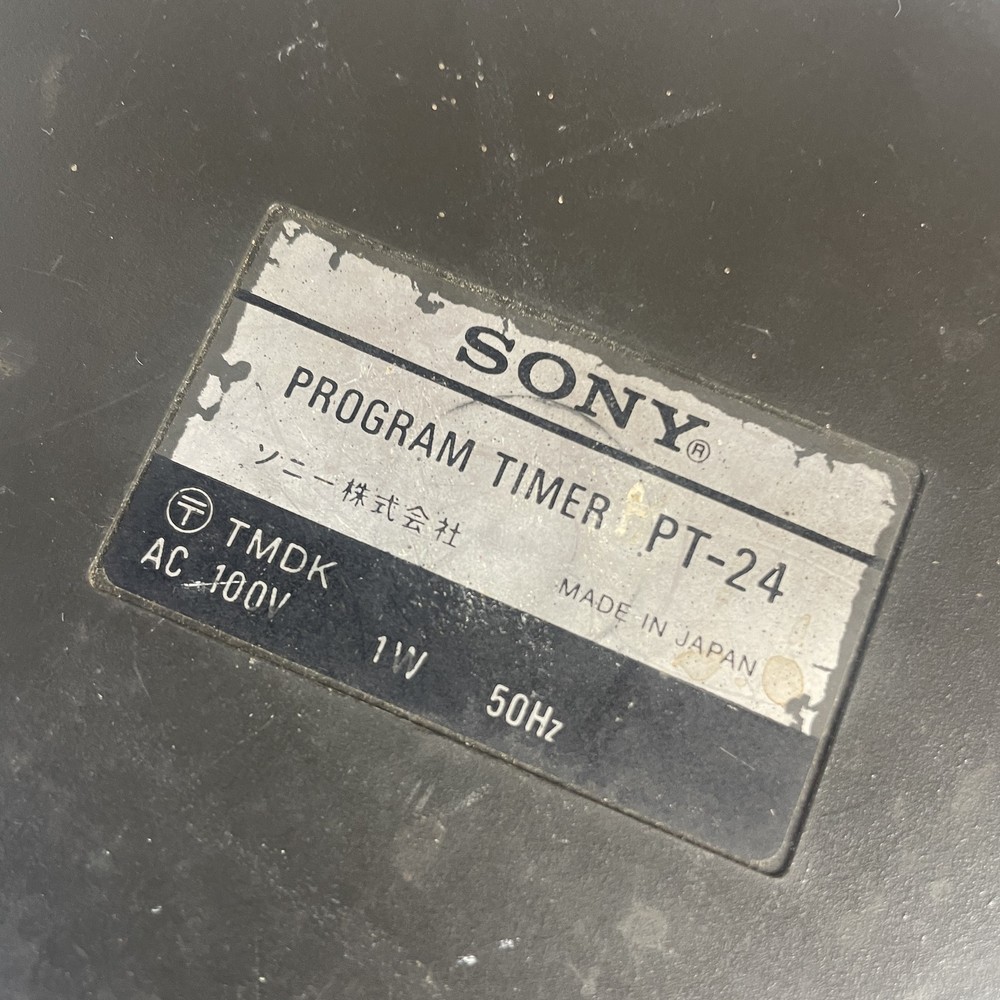 SONY®
PROGRAM TIMER PT-24
ソニー株式会社
MADE IN JAPAN
〶 TMDK
AC 100V 1W 50Hz